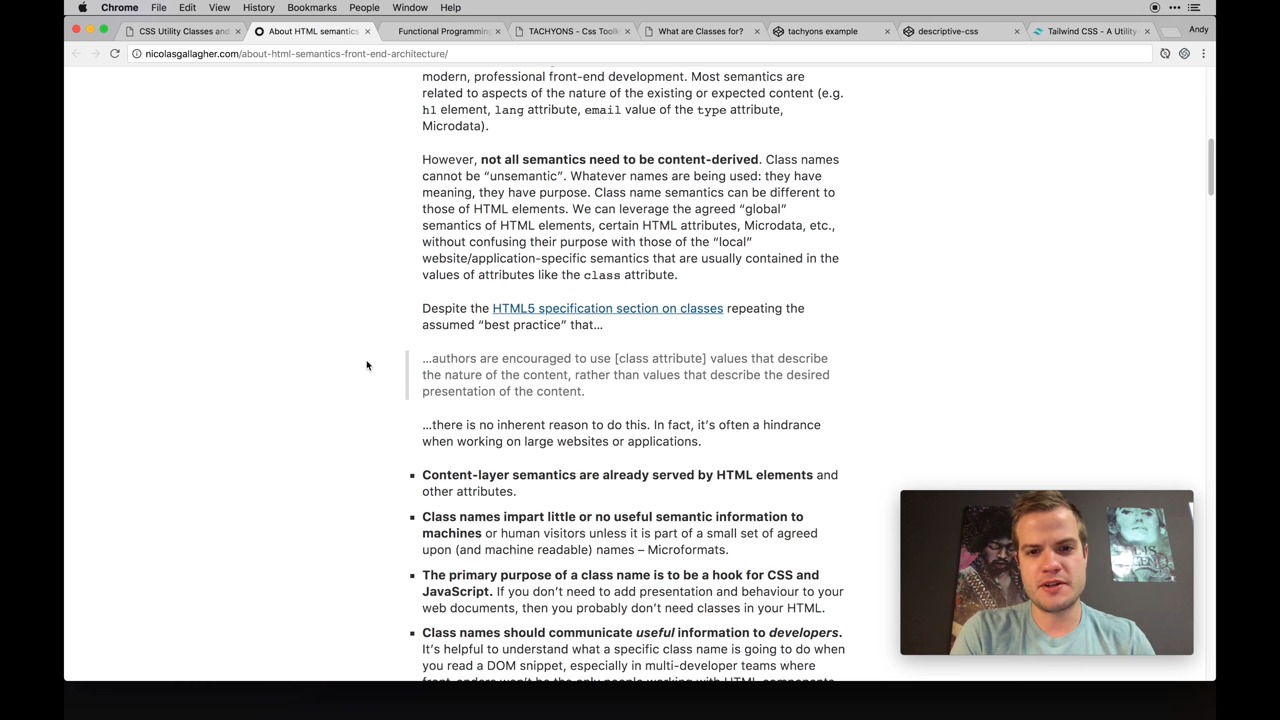 Chrome File Edit View History Bookmarks People Window Help
CSS Utility Classes and About HTML semantics Functional Programming TACHYONS - Css Toolk What are Classes for? tachyons example descriptive-css Tailwind CSS - A Utility Andy
nicolasgallagher.com/about-html-semantics-front-end-architecture/
modern, professional front-end development. Most semantics are
related to aspects of the nature of the existing or expected content (e.g.
h1 element, lang attribute, email value of the type attribute,
Microdata).
However, not all semantics need to be content-derived. Class names
cannot be “unsemantic”. Whatever names are being used: they have
meaning, they have purpose. Class name semantics can be different to
those of HTML elements. We can leverage the agreed “global”
semantics of HTML elements, certain HTML attributes, Microdata, etc.,
without confusing their purpose with those of the “local”
website/application-specific semantics that are usually contained in the
values of attributes like the class attribute.
Despite the HTML5 specification section on classes repeating the
assumed “best practice” that…
…authors are encouraged to use [class attribute] values that describe
the nature of the content, rather than values that describe the desired
presentation of the content.
…there is no inherent reason to do this. In fact, it’s often a hindrance
when working on large websites or applications.
Content-layer semantics are already served by HTML elements and
other attributes.
Class names impart little or no useful semantic information to
machines or human visitors unless it is part of a small set of agreed
upon (and machine readable) names – Microformats.
The primary purpose of a class name is to be a hook for CSS and
JavaScript. If you don’t need to add presentation and behaviour to your
web documents, then you probably don’t need classes in your HTML.
Class names should communicate useful information to developers.
It’s helpful to understand what a specific class name is going to do when
you read a DOM snippet, especially in multi-developer teams where
front-enders won’t be the only people working with HTML components.